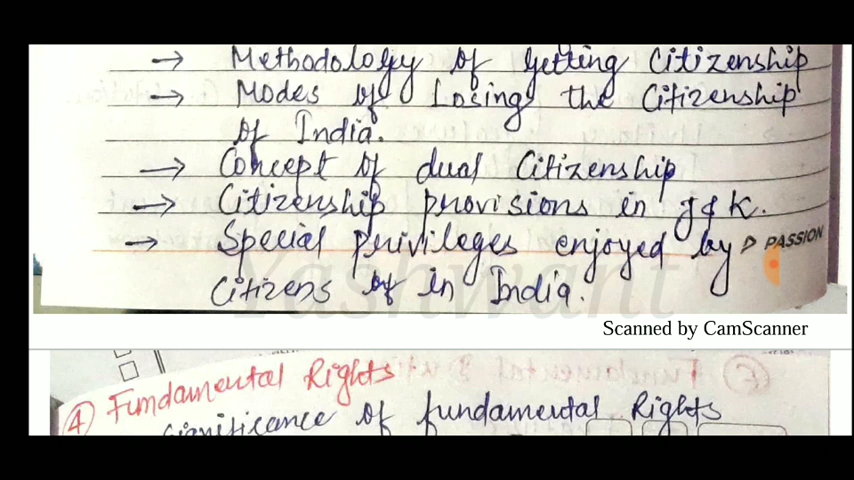 → Methodology of getting Citizenship
→ Modes of Losing the Citizenship
of India.
→ Concept of dual Citizenship
→ Citizenship provisions in J & K.
→ Special privileges enjoyed by
PASSION
Citizens of in India.
Yashwant
Scanned by CamScanner
④ Fundamental Rights
Significance of fundamental Rights